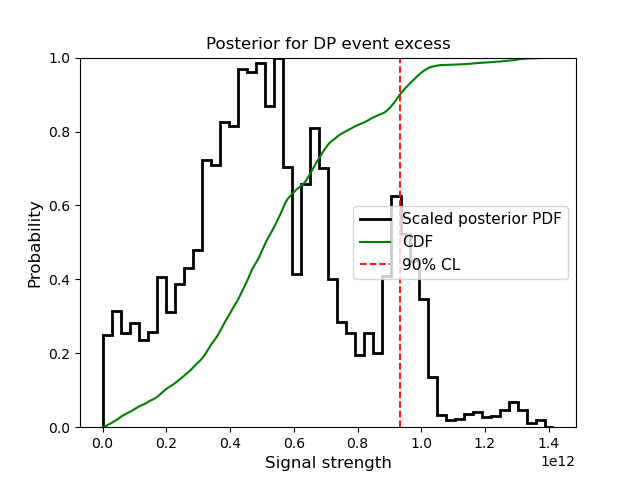 Posterior for DP event excess
Probability
1.0
0.8
0.6
0.4
0.2
0.0
Scaled posterior PDF
CDF
90% CL
0.0 0.2 0.4 0.6 0.8 1.0 1.2 1.4
1e12
Signal strength